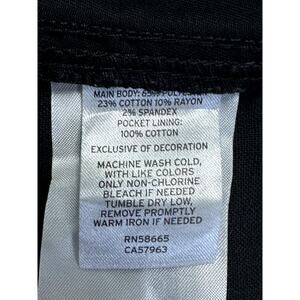 MAIN BODY: 65% POLYESTER
23% COTTON 10% RAYON
2% SPANDEX
POCKET LINING:
100% COTTON
EXCLUSIVE OF DECORATION
MACHINE WASH COLD,
WITH LIKE COLORS
ONLY NON-CHLORINE
BLEACH IF NEEDED
TUMBLE DRY LOW,
REMOVE PROMPTLY
WARM IRON IF NEEDED
RN58665
CA57963